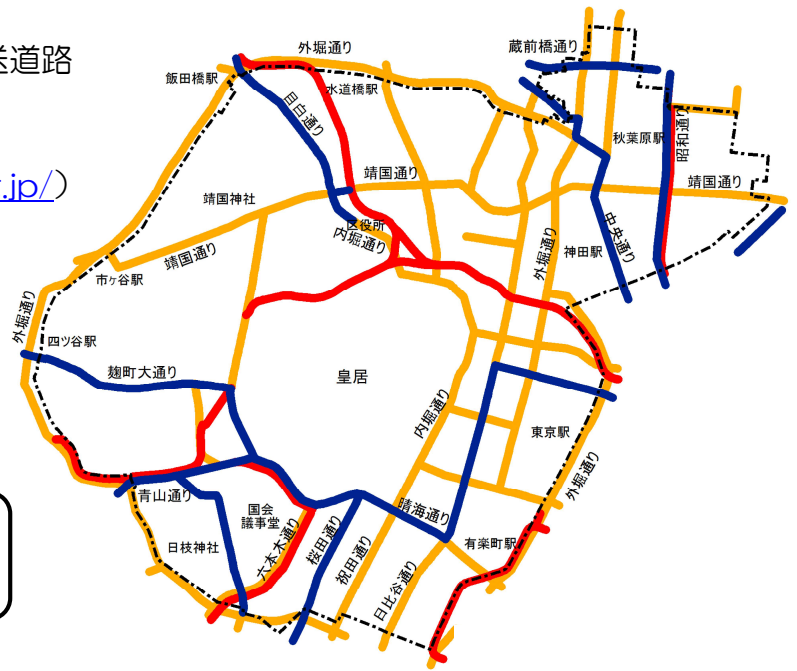 送道路
.jp/）
外堀通り
蔵前橋通り
飯田橋駅
水道橋駅
目白通り
秋葉原駅
昭和通り
靖国通り
靖国通り
靖国神社
区役所
内堀通り
靖国通り
外堀通り
神田駅
中央通り
市ヶ谷駅
外堀通り
四ツ谷駅
麹町大通り
皇居
内堀通り
東京駅
外堀通り
青山通り
国会
議事堂
晴海通り
有楽町駅
日枝神社
六本木通り
桜田通り
祝田通り
日比谷通り